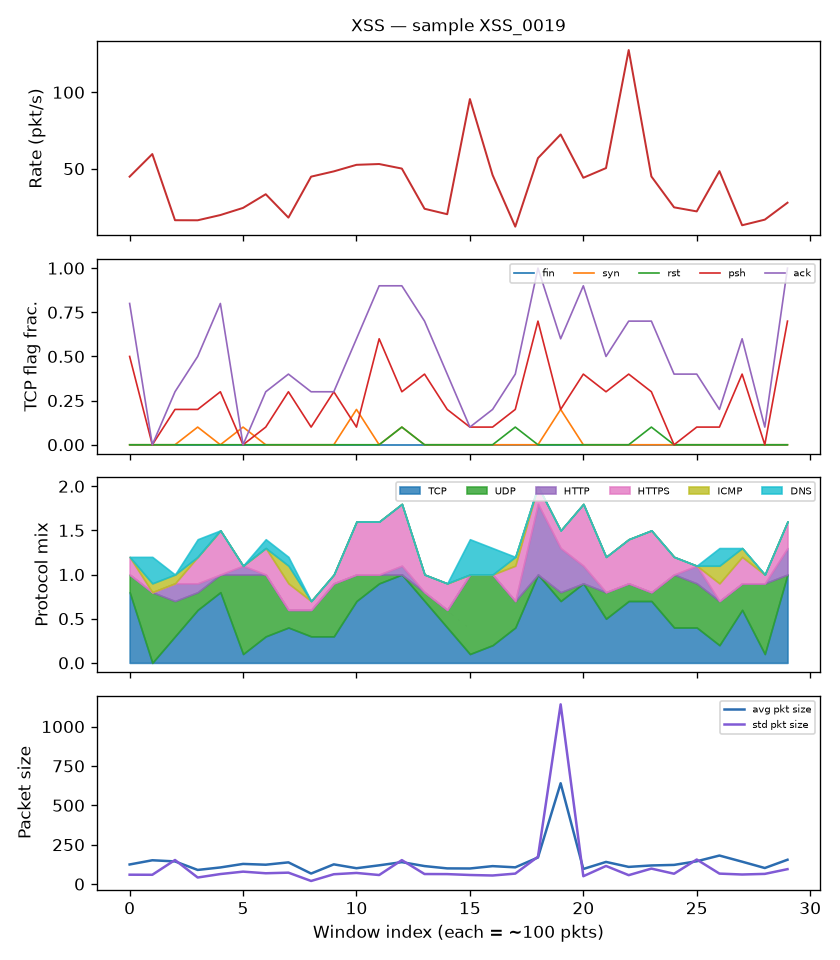 XSS — sample XSS_0019
Rate (pkt/s)
100
50
TCP flag frac.
1.00
0.75
0.50
0.25
0.00
fin syn rst psh ack
Protocol mix
2.0
1.5
1.0
0.5
0.0
TCP UDP HTTP HTTPS ICMP DNS
Packet size
1000
750
500
250
0
avg pkt size
std pkt size
0 5 10 15 20 25 30
Window index (each = ~100 pkts)